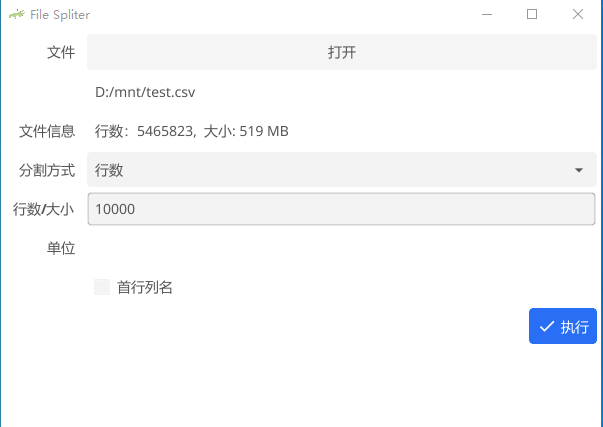 File Spliter
文件 打开
D:/mnt/test.csv
文件信息 行数：5465823, 大小: 519 MB
分割方式 行数
行数/大小 10000
单位
首行列名
执行